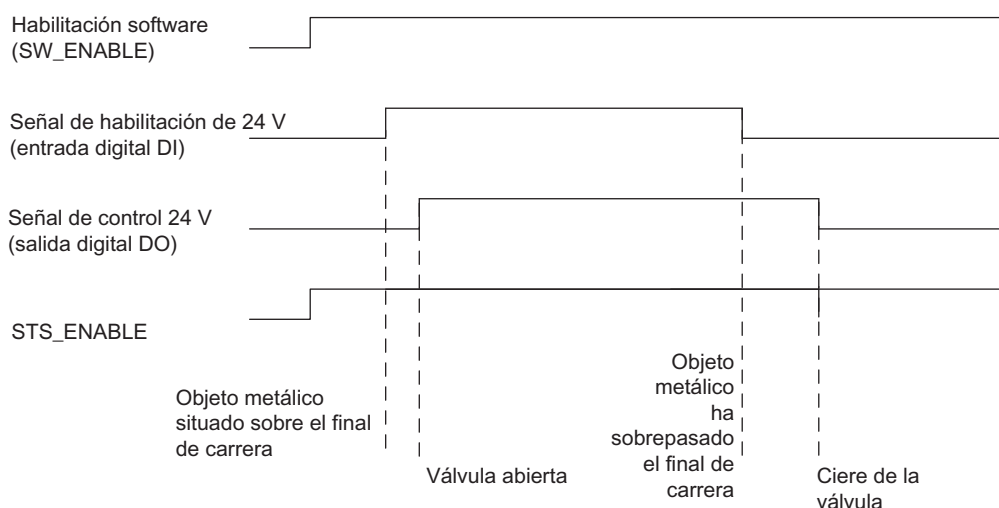 Habilitación software
(SW_ENABLE)
Señal de habilitación de 24 V
(entrada digital DI)
Señal de control 24 V
(salida digital DO)
STS_ENABLE
Objeto metálico
situado sobre el final
de carrera
Válvula abierta
Objeto
metálico
ha
sobrepasado
el final de
carrera
Ciere de la
válvula